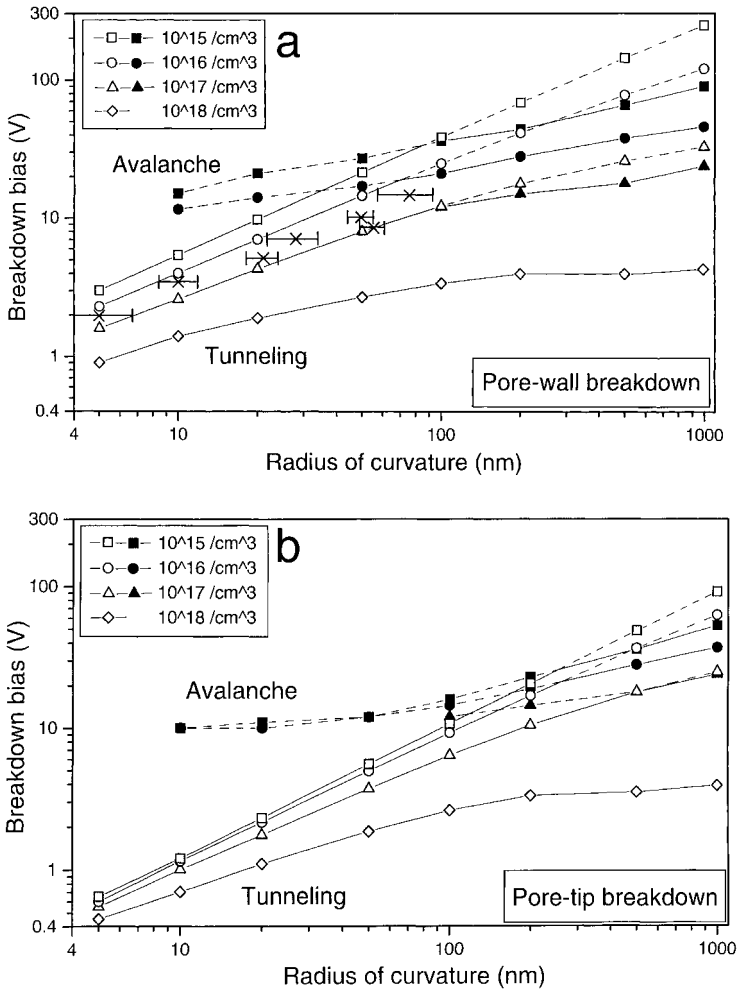 a
10^15 /cm^3
10^16 /cm^3
10^17 /cm^3
10^18 /cm^3
Avalanche
Tunneling
Pore-wall breakdown
Breakdown bias (V)
300
100
10
1
0.4
4
10
100
1000
Radius of curvature (nm)
b
10^15 /cm^3
10^16 /cm^3
10^17 /cm^3
10^18 /cm^3
Avalanche
Tunneling
Pore-tip breakdown
Breakdown bias (V)
300
100
10
1
0.4
4
10
100
1000
Radius of curvature (nm)